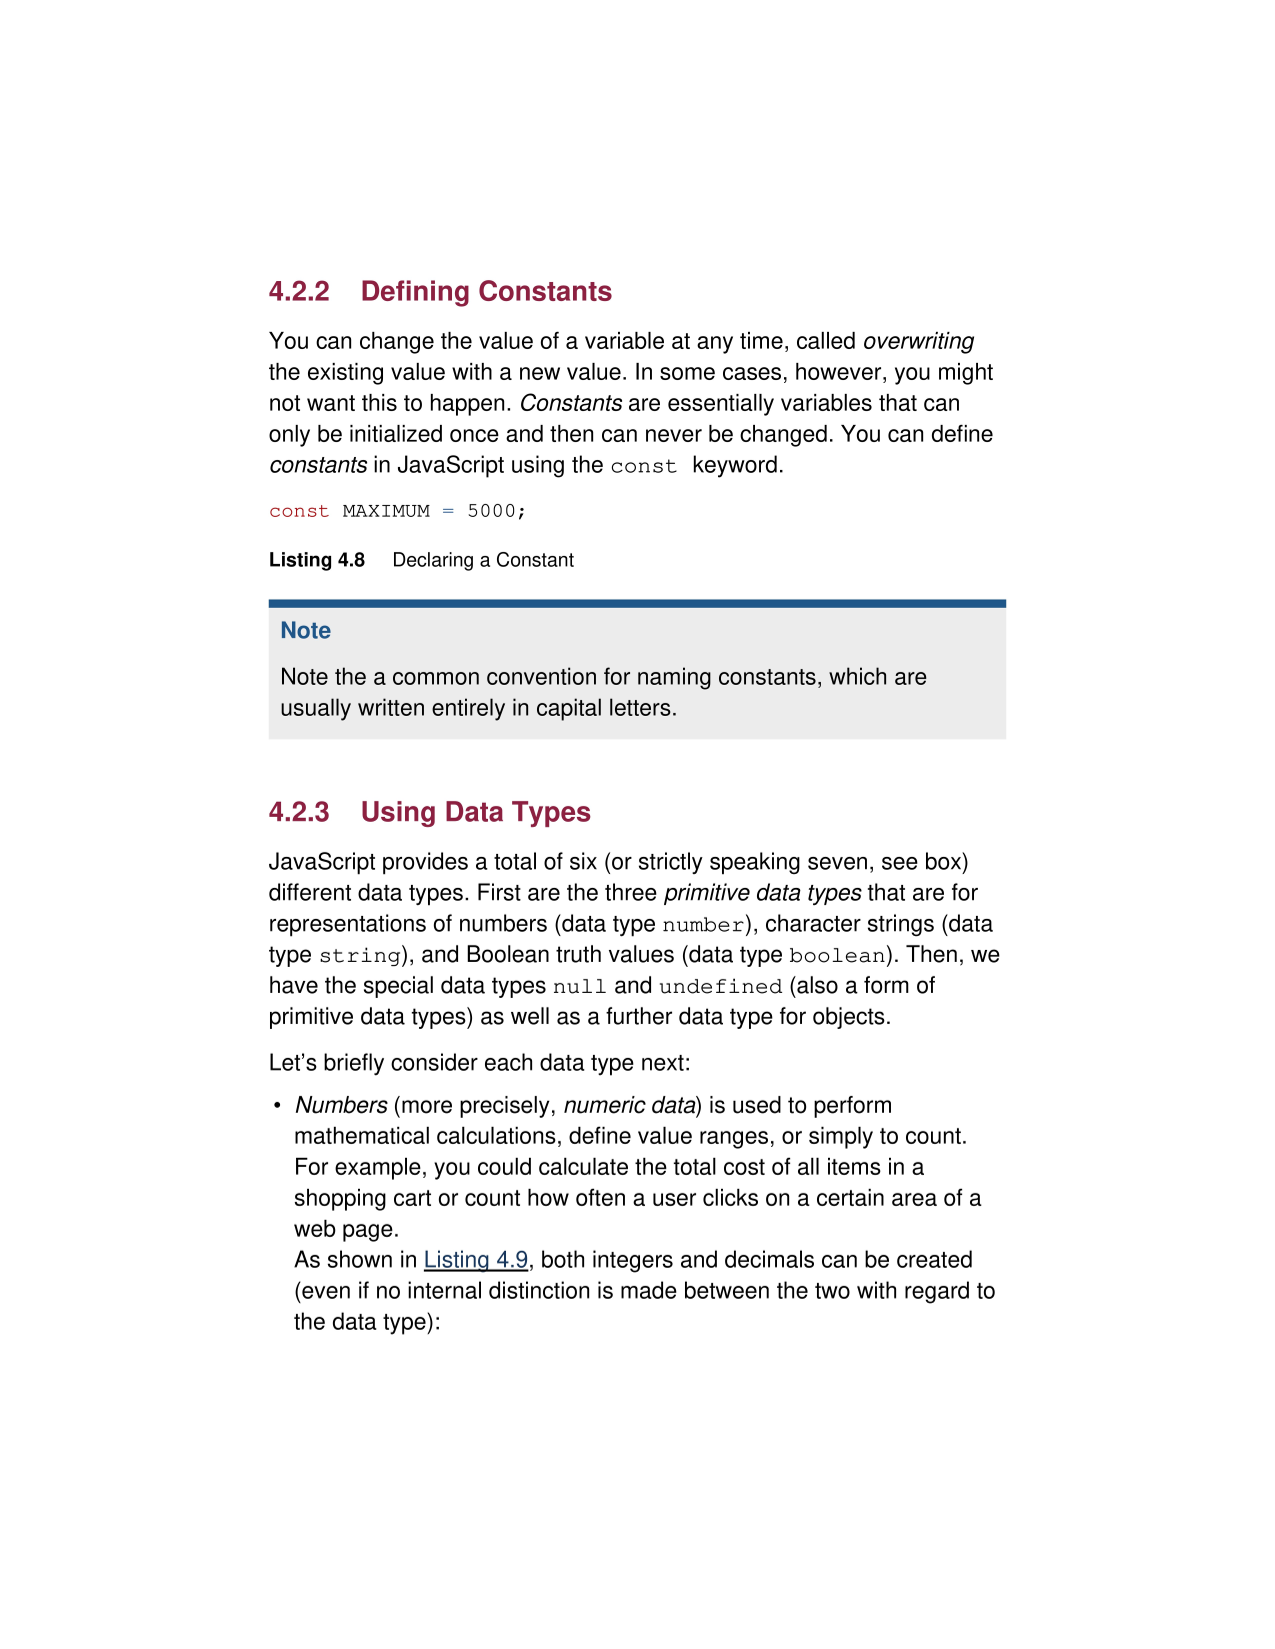 4.2.2 Defining Constants
You can change the value of a variable at any time, called overwriting
the existing value with a new value. In some cases, however, you might
not want this to happen. Constants are essentially variables that can
only be initialized once and then can never be changed. You can define
constants in JavaScript using the const keyword.
const MAXIMUM = 5000;
Listing 4.8 Declaring a Constant
Note
Note the a common convention for naming constants, which are
usually written entirely in capital letters.
4.2.3 Using Data Types
JavaScript provides a total of six (or strictly speaking seven, see box)
different data types. First are the three primitive data types that are for
representations of numbers (data type number), character strings (data
type string), and Boolean truth values (data type boolean). Then, we
have the special data types null and undefined (also a form of
primitive data types) as well as a further data type for objects.
Let’s briefly consider each data type next:
• Numbers (more precisely, numeric data) is used to perform
mathematical calculations, define value ranges, or simply to count.
For example, you could calculate the total cost of all items in a
shopping cart or count how often a user clicks on a certain area of a
web page.
As shown in Listing 4.9, both integers and decimals can be created
(even if no internal distinction is made between the two with regard to
the data type):